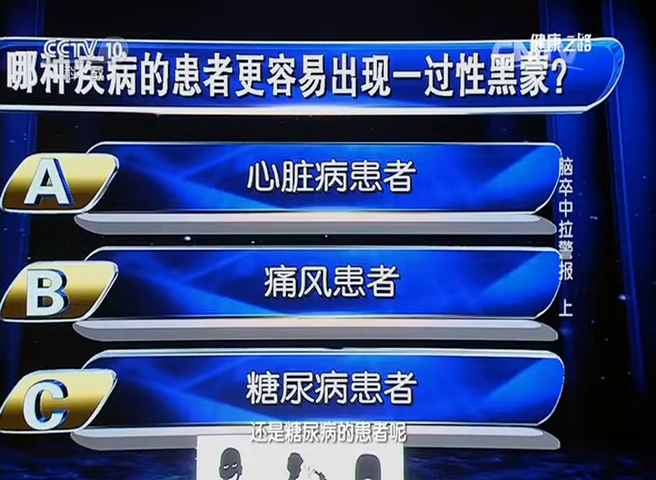 CCTV 10
健康之路
哪种疾病的患者更容易出现一过性黑蒙?
A 心脏病患者
B 痛风患者
C 糖尿病患者
脑卒中拉警报 上
还是糖尿病的患者呢